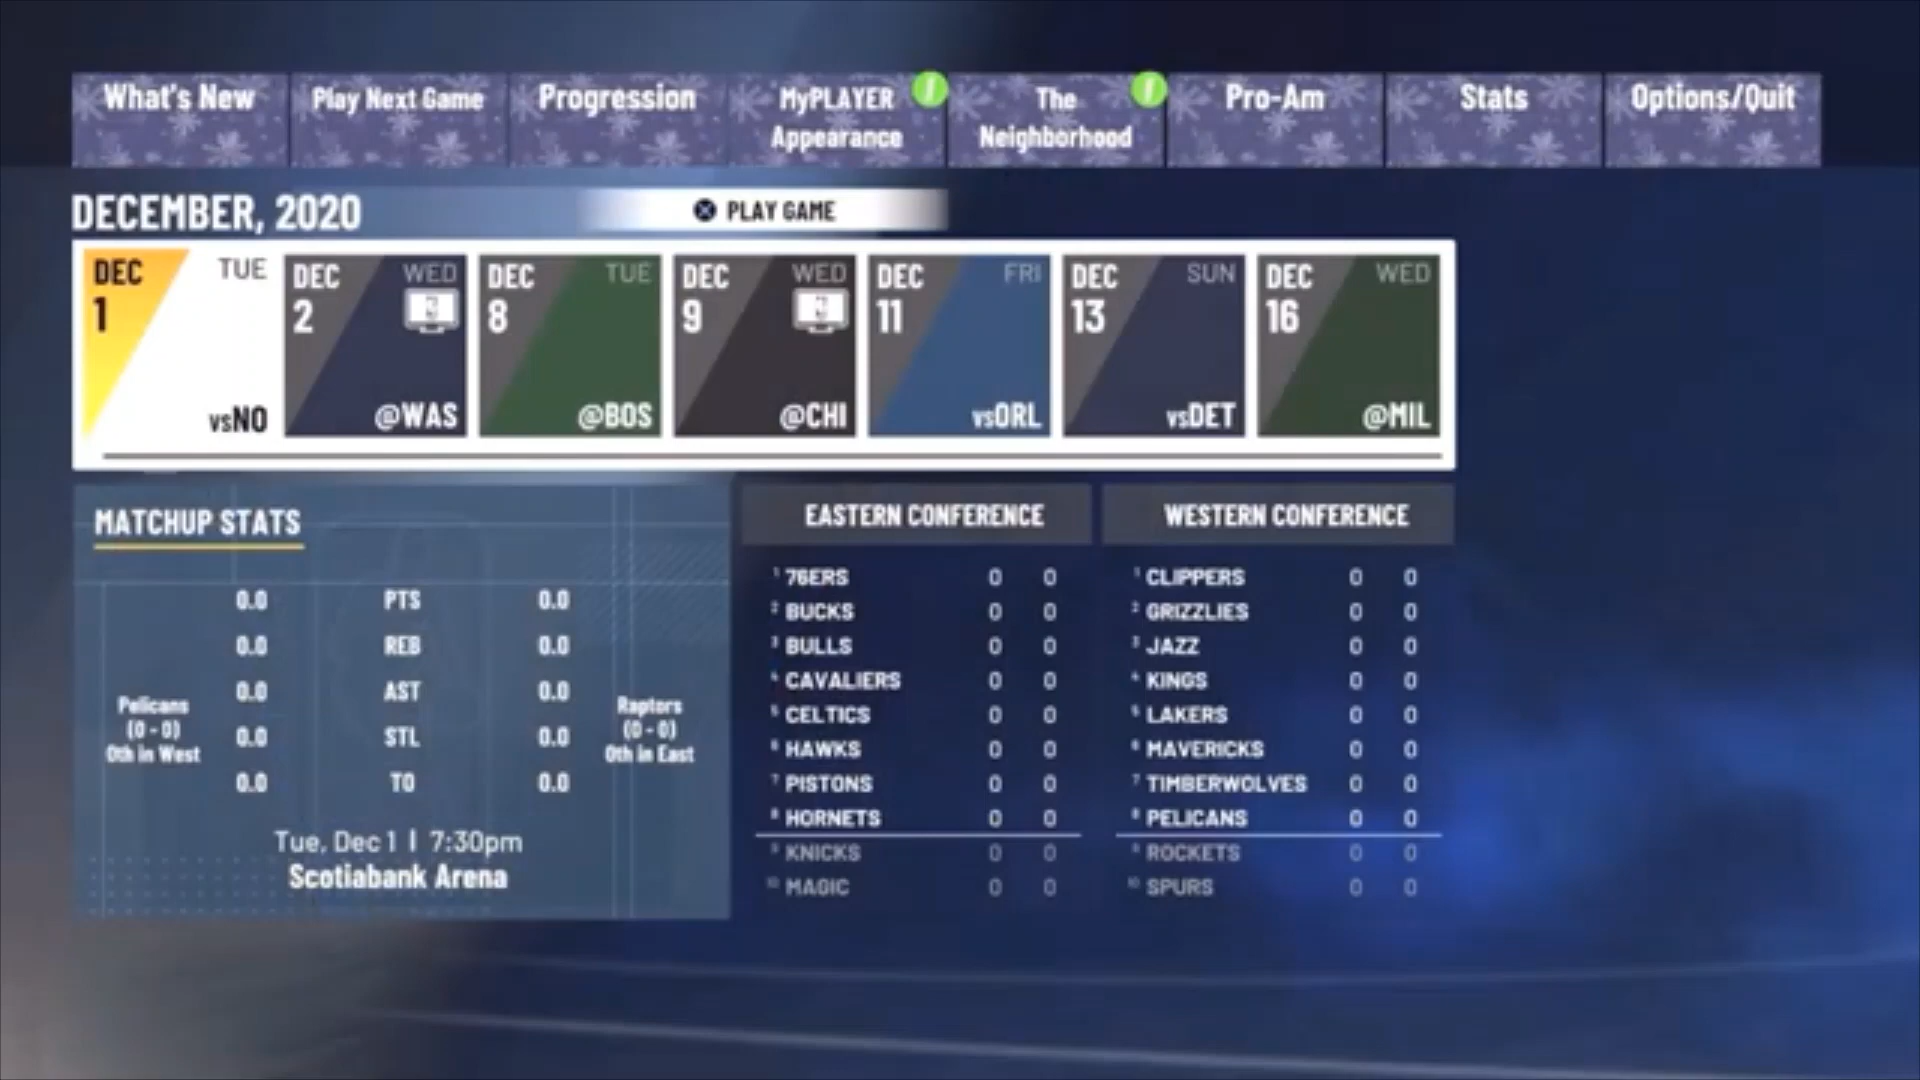 What's New
Play Next Game
Progression
MyPLAYER
Appearance
The
Neighborhood
Pro-Am
Stats
Options/Quit
DECEMBER, 2020
PLAY GAME
DEC 1 TUE vsNO
DEC 2 WED @WAS
DEC 8 TUE @BOS
DEC 9 WED @CHI
DEC 11 FRI vsORL
DEC 13 SUN vsDET
DEC 16 WED @MIL
MATCHUP STATS
0.0 PTS 0.0
0.0 REB 0.0
0.0 AST 0.0
0.0 STL 0.0
0.0 TO 0.0
Pelicans
(0 - 0)
0th in West
Raptors
(0 - 0)
0th in East
Tue, Dec 1 | 7:30pm
Scotiabank Arena
EASTERN CONFERENCE
1 76ERS 0 0
2 BUCKS 0 0
3 BULLS 0 0
4 CAVALIERS 0 0
5 CELTICS 0 0
6 HAWKS 0 0
7 PISTONS 0 0
8 HORNETS 0 0
9 KNICKS 0 0
10 MAGIC 0 0
WESTERN CONFERENCE
1 CLIPPERS 0 0
2 GRIZZLIES 0 0
3 JAZZ 0 0
4 KINGS 0 0
5 LAKERS 0 0
6 MAVERICKS 0 0
7 TIMBERWOLVES 0 0
8 PELICANS 0 0
9 ROCKETS 0 0
10 SPURS 0 0